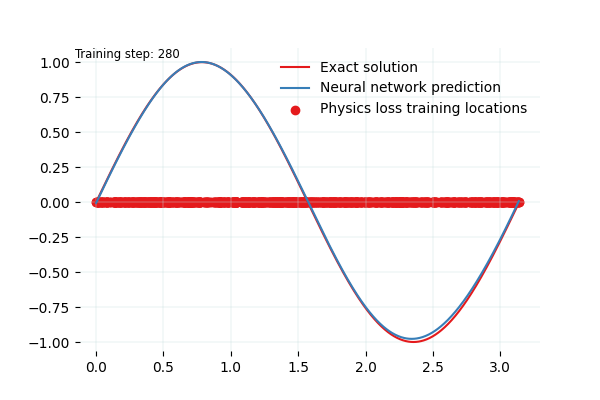 Training step: 280
Exact solution
Neural network prediction
Physics loss training locations
1.00
0.75
0.50
0.25
0.00
−0.25
−0.50
−0.75
−1.00
0.0 0.5 1.0 1.5 2.0 2.5 3.0